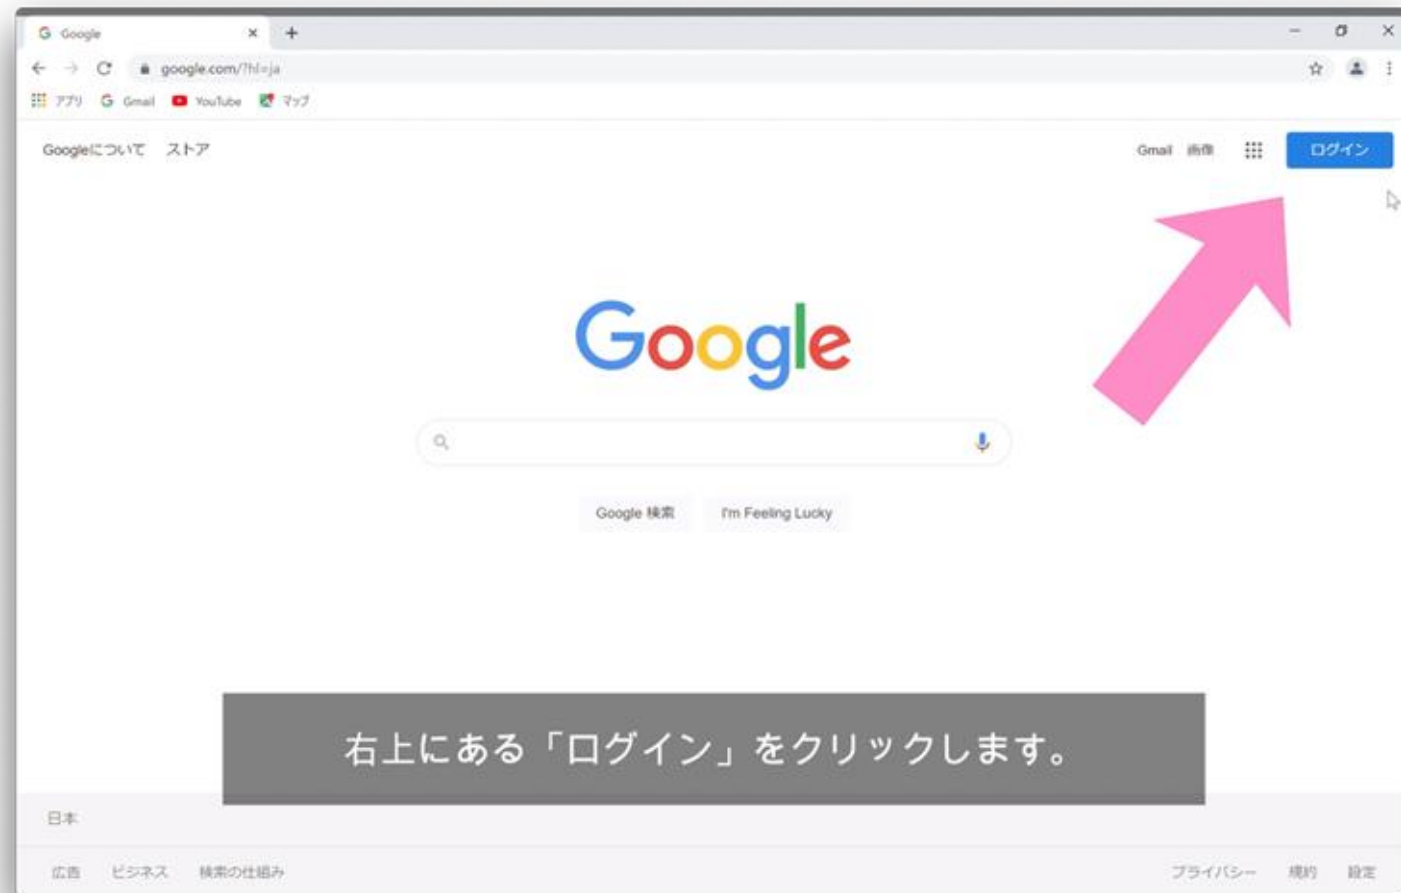 Google
google.com/?hl=ja
アプリ Gmail YouTube マップ
Googleについて ストア Gmail 画像 ログイン
Google
Google 検索 I'm Feeling Lucky
右上にある「ログイン」をクリックします。
日本
広告 ビジネス 検索の仕組み プライバシー 規約 設定